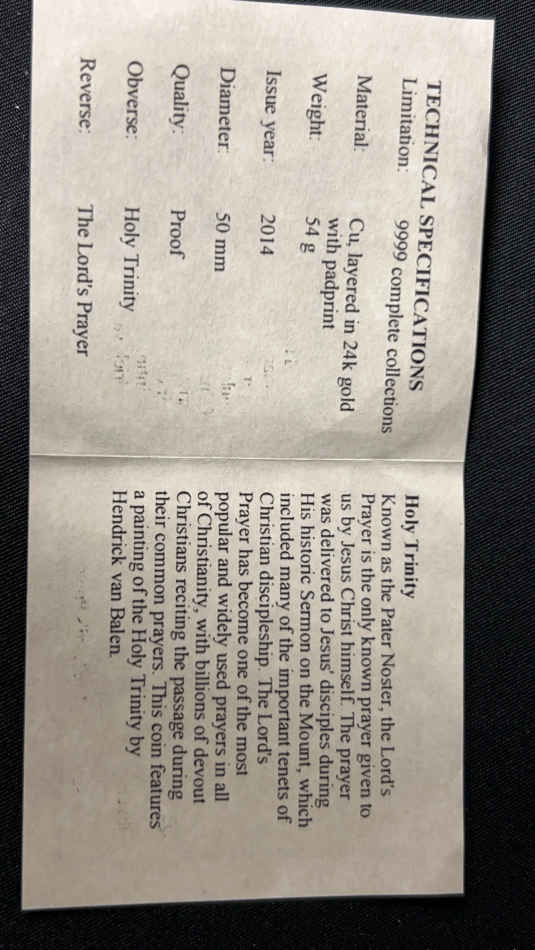 TECHNICAL SPECIFICATIONS
Limitation: 9999 complete collections
Material: Cu, layered in 24k gold
with padprint
Weight: 54 g
Issue year: 2014
Diameter: 50 mm
Quality: Proof
Obverse: Holy Trinity
Reverse: The Lord's Prayer
Holy Trinity
Known as the Pater Noster, the Lord's
Prayer is the only known prayer given to
us by Jesus Christ himself. The prayer
was delivered to Jesus' disciples during
His historic Sermon on the Mount, which
included many of the important tenets of
Christian discipleship. The Lord's
Prayer has become one of the most
popular and widely used prayers in all
of Christianity, with billions of devout
Christians reciting the passage during
their common prayers. This coin features
a painting of the Holy Trinity by
Hendrick van Balen.